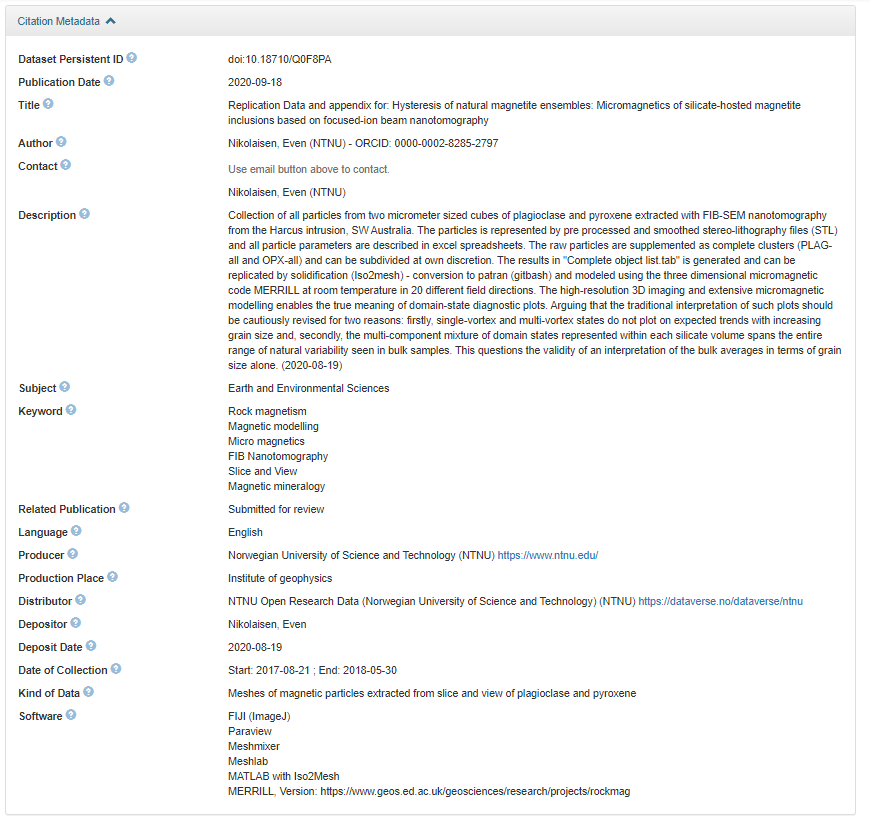 Citation Metadata
Dataset Persistent ID
doi:10.18710/Q0F8PA
Publication Date
2020-09-18
Title
Replication Data and appendix for: Hysteresis of natural magnetite ensembles: Micromagnetics of silicate-hosted magnetite
inclusions based on focused-ion beam nanotomography
Author
Nikolaisen, Even (NTNU) - ORCID: 0000-0002-8285-2797
Contact
Use email button above to contact.
Nikolaisen, Even (NTNU)
Description
Collection of all particles from two micrometer sized cubes of plagioclase and pyroxene extracted with FIB-SEM nanotomography
from the Harcus intrusion, SW Australia. The particles is represented by pre processed and smoothed stereo-lithography files (STL)
and all particle parameters are described in excel spreadsheets. The raw particles are supplemented as complete clusters (PLAG-
all and OPX-all) and can be subdivided at own discretion. The results in "Complete object list.tab" is generated and can be
replicated by solidification (Iso2mesh) - conversion to patran (gitbash) and modeled using the three dimensional micromagnetic
code MERRILL at room temperature in 20 different field directions. The high-resolution 3D imaging and extensive micromagnetic
modelling enables the true meaning of domain-state diagnostic plots. Arguing that the traditional interpretation of such plots should
be cautiously revised for two reasons: firstly, single-vortex and multi-vortex states do not plot on expected trends with increasing
grain size and, secondly, the multi-component mixture of domain states represented within each silicate volume spans the entire
range of natural variability seen in bulk samples. This questions the validity of an interpretation of the bulk averages in terms of grain
size alone. (2020-08-19)
Subject
Earth and Environmental Sciences
Keyword
Rock magnetism
Magnetic modelling
Micro magnetics
FIB Nanotomography
Slice and View
Magnetic mineralogy
Related Publication
Submitted for review
Language
English
Producer
Norwegian University of Science and Technology (NTNU) https://www.ntnu.edu/
Production Place
Institute of geophysics
Distributor
NTNU Open Research Data (Norwegian University of Science and Technology) (NTNU) https://dataverse.no/dataverse/ntnu
Depositor
Nikolaisen, Even
Deposit Date
2020-08-19
Date of Collection
Start: 2017-08-21 ; End: 2018-05-30
Kind of Data
Meshes of magnetic particles extracted from slice and view of plagioclase and pyroxene
Software
FIJI (ImageJ)
Paraview
Meshmixer
Meshlab
MATLAB with Iso2Mesh
MERRILL, Version: https://www.geos.ed.ac.uk/geosciences/research/projects/rockmag